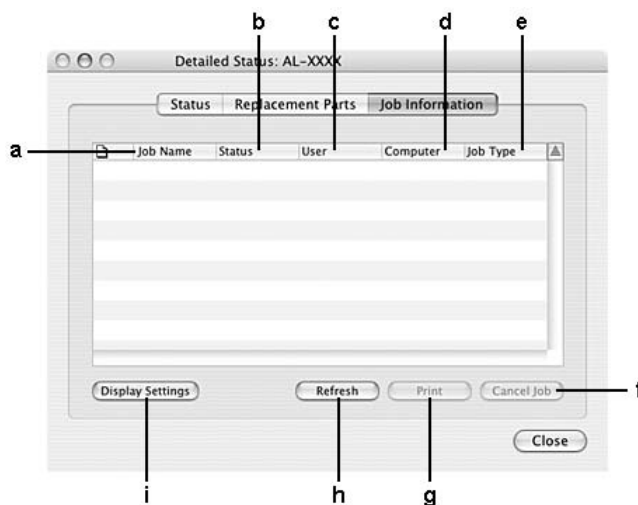 b c d e
Detailed Status: AL-XXXX
Status Replacement Parts Job Information
a Job Name Status User Computer Job Type
Display Settings Refresh Print Cancel Job f
Close
i h g